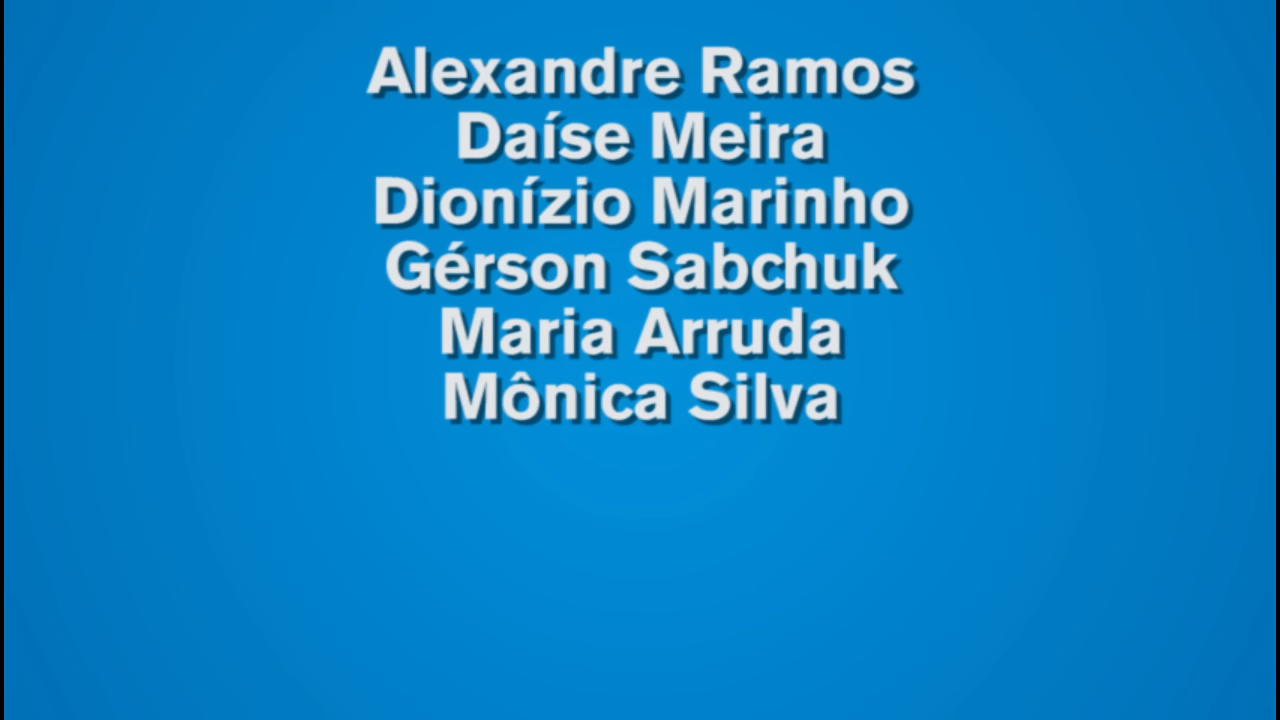 Alexandre Ramos
Daíse Meira
Dionízio Marinho
Gérson Sabchuk
Maria Arruda
Mônica Silva